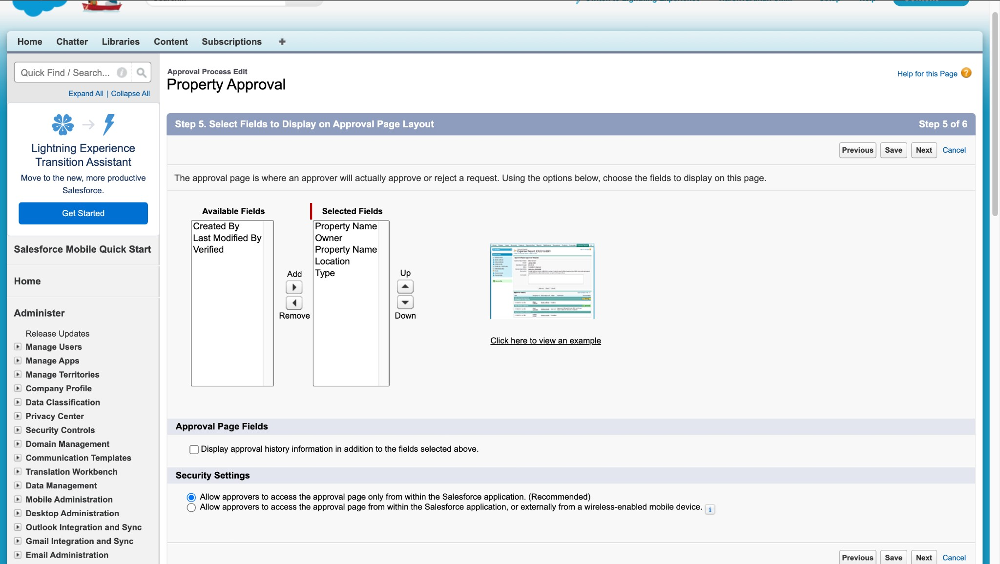 Home Chatter Libraries Content Subscriptions
Quick Find / Search...
Expand All | Collapse All
Lightning Experience
Transition Assistant
Move to the new, more productive
Salesforce.
Get Started
Salesforce Mobile Quick Start
Home
Administer
Release Updates
Manage Users
Manage Apps
Manage Territories
Company Profile
Data Classification
Privacy Center
Security Controls
Domain Management
Communication Templates
Translation Workbench
Data Management
Mobile Administration
Desktop Administration
Outlook Integration and Sync
Gmail Integration and Sync
Email Administration
Approval Process Edit
Property Approval
Help for this Page ?
Step 5. Select Fields to Display on Approval Page Layout Step 5 of 6
Previous Save Next Cancel
The approval page is where an approver will actually approve or reject a request. Using the options below, choose the fields to display on this page.
Available Fields
Created By
Last Modified By
Verified
Add
Remove
Selected Fields
Property Name
Owner
Property Name
Location
Type
Up
Down
Click here to view an example
Approval Page Fields
Display approval history information in addition to the fields selected above.
Security Settings
Allow approvers to access the approval page only from within the Salesforce application. (Recommended)
Allow approvers to access the approval page from within the Salesforce application, or externally from a wireless-enabled mobile device. i
Previous Save Next Cancel